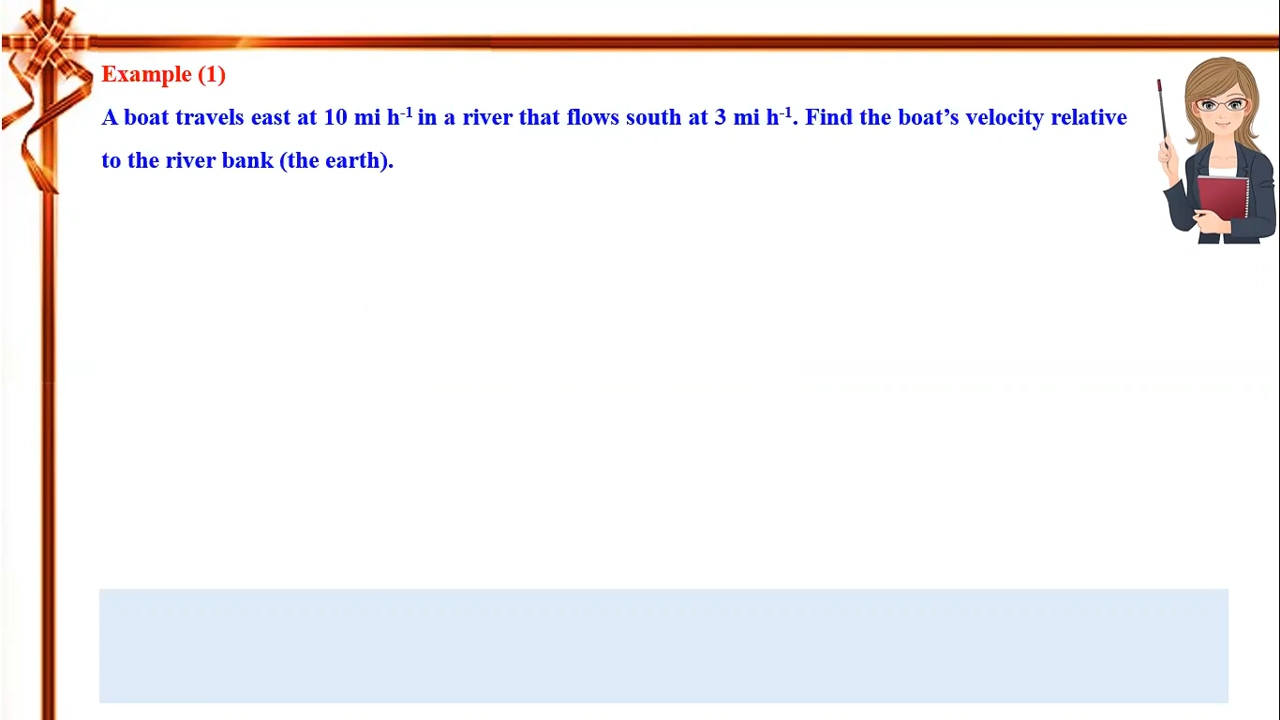 Example (1)
A boat travels east at 10 mi h⁻¹ in a river that flows south at 3 mi h⁻¹. Find the boat’s velocity relative
to the river bank (the earth).